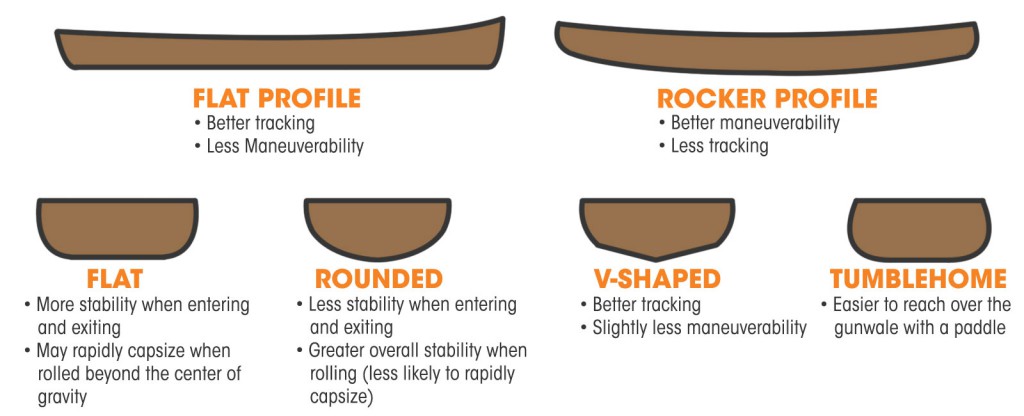 FLAT PROFILE
• Better tracking
• Less Maneuverability
ROCKER PROFILE
• Better maneuverability
• Less tracking
FLAT
• More stability when entering
and exiting
• May rapidly capsize when
rolled beyond the center of
gravity
ROUNDED
• Less stability when entering
and exiting
• Greater overall stability when
rolling (less likely to rapidly
capsize)
V-SHAPED
• Better tracking
• Slightly less maneuverability
TUMBLEHOME
• Easier to reach over the
gunwale with a paddle